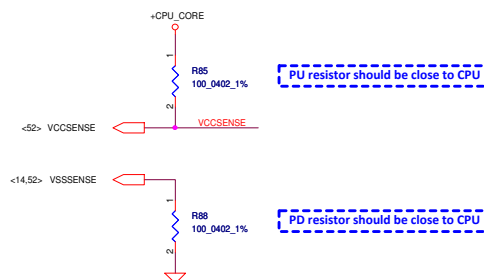 +CPU_CORE
1
R85
100_0402_1%
2
PU resistor should be close to CPU
<52> VCCSENSE
VCCSENSE
<14,52> VSSSENSE
1
R88
100_0402_1%
2
PD resistor should be close to CPU